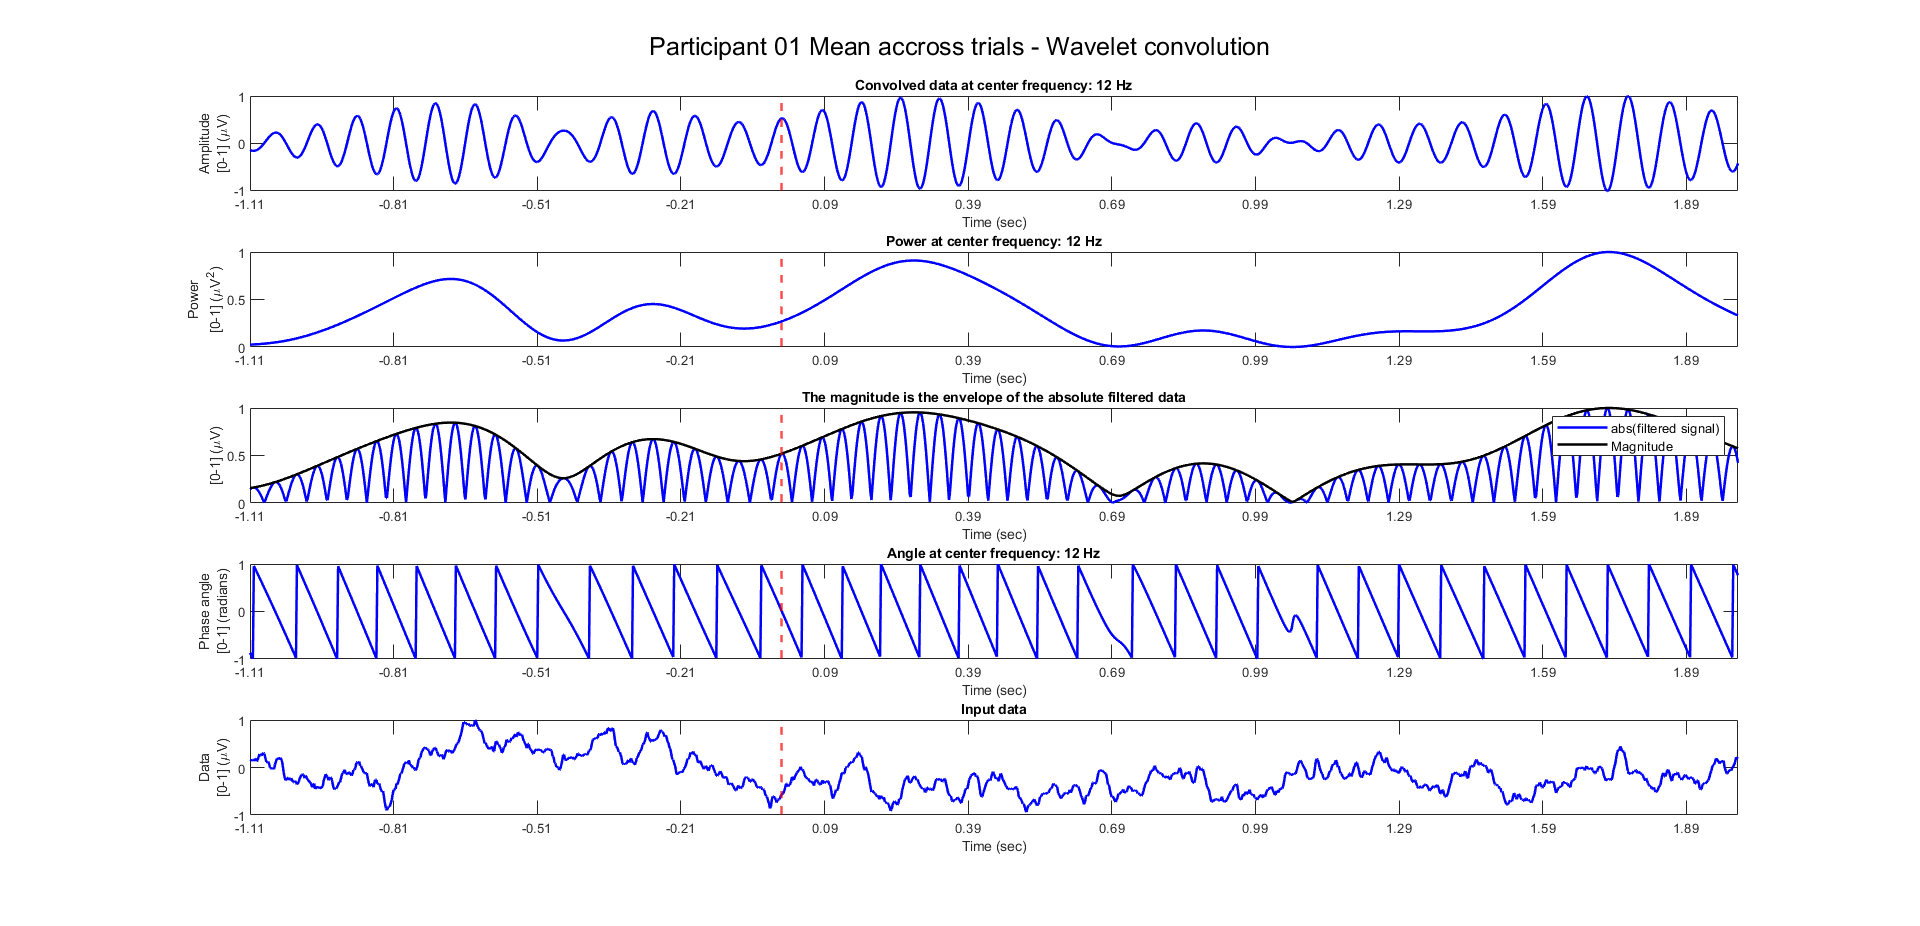 Participant 01 Mean accross trials - Wavelet convolution
Convolved data at center frequency: 12 Hz
Amplitude
[0-1] (μV)
1
0
-1
-1.11 -0.81 -0.51 -0.21 0.09 0.39 0.69 0.99 1.29 1.59 1.89
Time (sec)
Power at center frequency: 12 Hz
Power
[0-1] (μV²)
1
0.5
0
-1.11 -0.81 -0.51 -0.21 0.09 0.39 0.69 0.99 1.29 1.59 1.89
Time (sec)
The magnitude is the envelope of the absolute filtered data
[0-1] (μV)
1
0.5
0
abs(filtered signal)
Magnitude
-1.11 -0.81 -0.51 -0.21 0.09 0.39 0.69 0.99 1.29 1.59 1.89
Time (sec)
Angle at center frequency: 12 Hz
Phase angle
[0-1] (radians)
1
0
-1
-1.11 -0.81 -0.51 -0.21 0.09 0.39 0.69 0.99 1.29 1.59 1.89
Time (sec)
Input data
Data
[0-1] (μV)
1
0
-1
-1.11 -0.81 -0.51 -0.21 0.09 0.39 0.69 0.99 1.29 1.59 1.89
Time (sec)